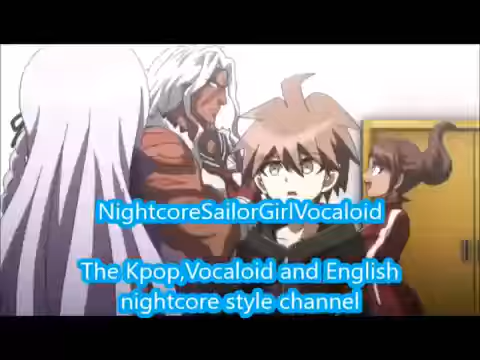 NightcoreSailorGirlVocaloid
The Kpop,Vocaloid and English
nightcore style channel